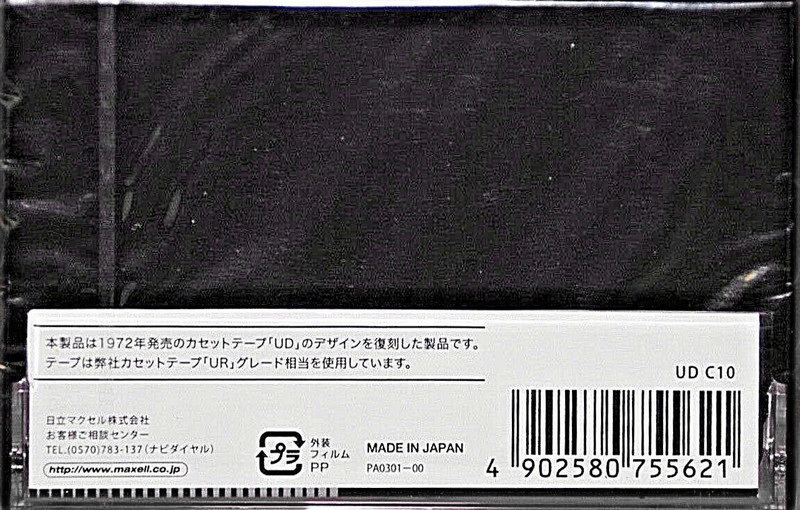 本製品は1972年発売のカセットテープ「UD」のデザインを復刻した製品です。
テープは弊社カセットテープ「UR」グレード相当を使用しています。
UD C10
日立マクセル株式会社
お客様ご相談センター
TEL.(0570)783-137(ナビダイヤル)
http://www.maxell.co.jp
プラ
外装
フィルム
PP
MADE IN JAPAN
PA0301-00
4 902580 755621